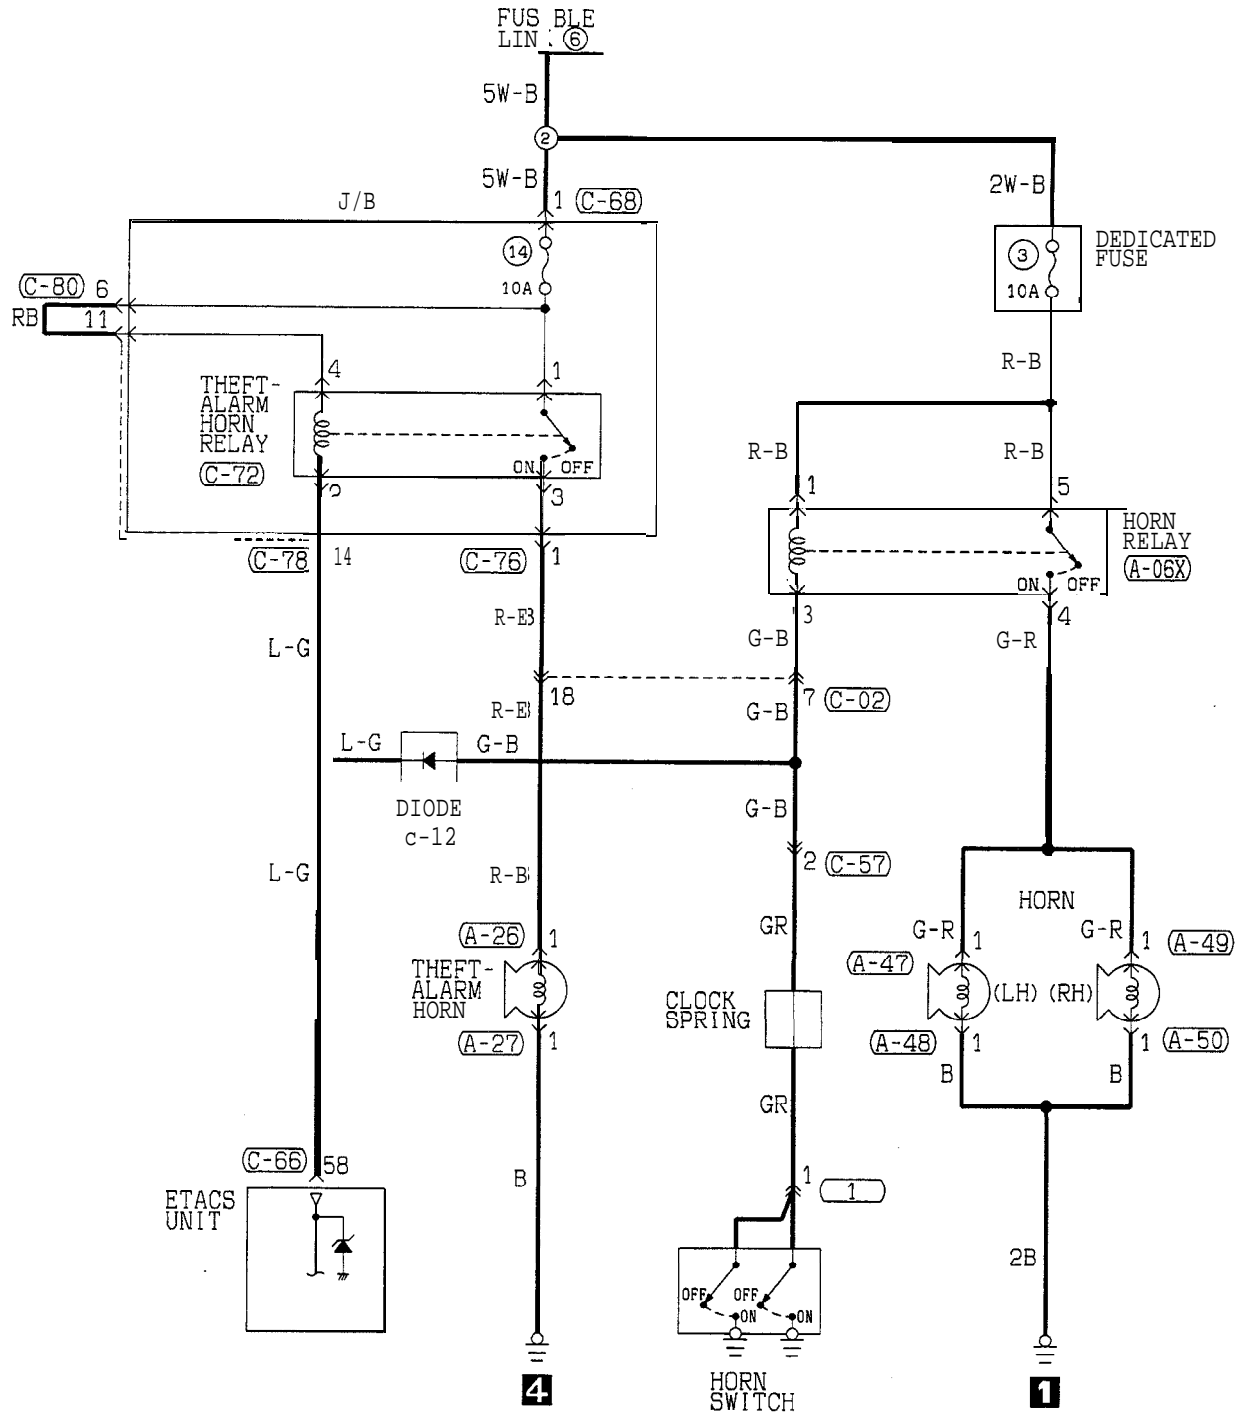 FUS BLE
LIN 6
5W-B
2
5W-B
2W-B
J/B
1 C-68
14
10A
DEDICATED
FUSE
3
10A
C-80 6
RB 11
R-B
4
1
THEFT-
ALARM
HORN
RELAY
C-72
ON OFF
3
R-B
R-B
1
5
HORN
RELAY
A-06X
ON OFF
C-78 14
C-76 1
3
4
R-B
G-B
G-R
L-G
18
7 C-02
R-B
G-B
L-G
G-B
DIODE
c-12
G-B
2 C-57
L-G
R-B
HORN
GR
A-26 1
G-R 1
G-R 1
A-49
A-47
THEFT-
ALARM
HORN
CLOCK
SPRING
(LH) (RH)
A-27 1
A-48 1
1 A-50
B
B
GR
C-66 58
B
1
1
ETACS
UNIT
2B
OFF OFF
ON ON
4
HORN
SWITCH
1